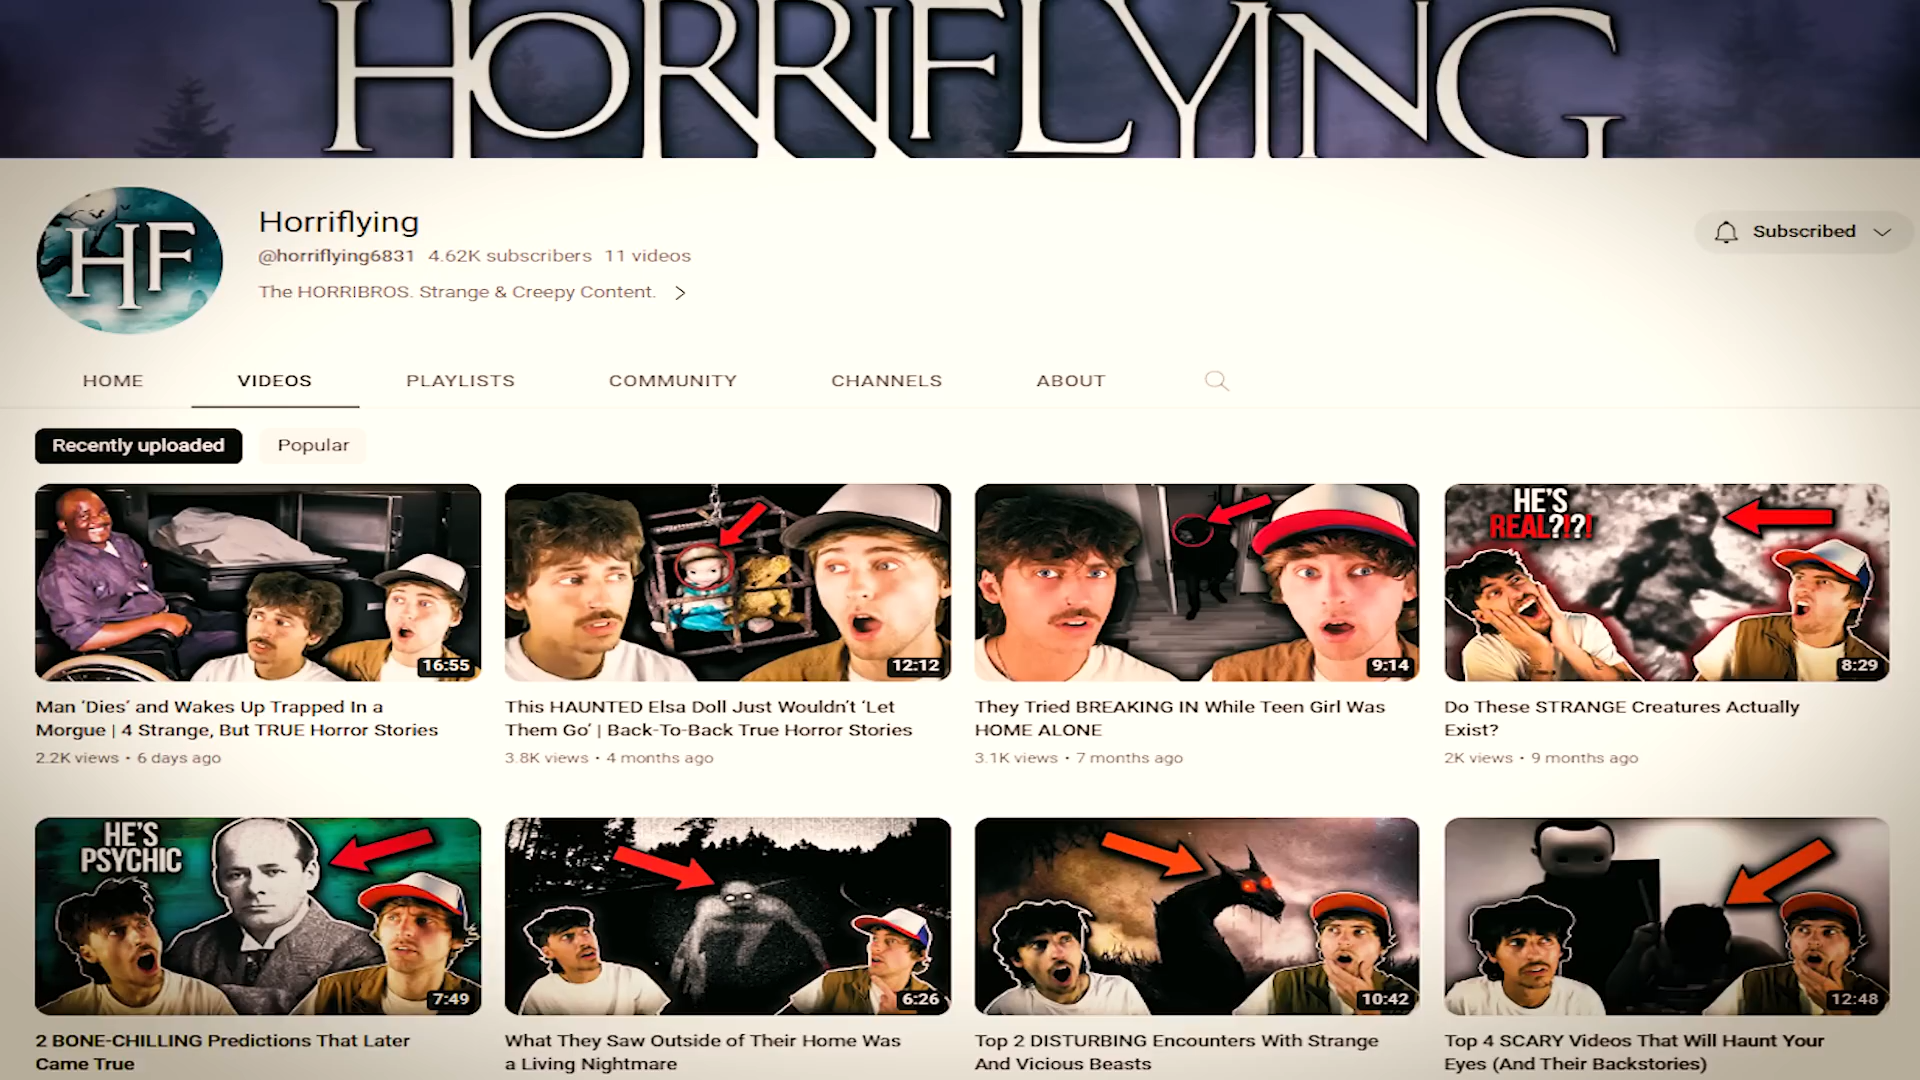 HORRIFLYING
HF
Horriflying
@horriflying6831 4.62K subscribers 11 videos
The HORRIBROS. Strange & Creepy Content.
Subscribed
HOME VIDEOS PLAYLISTS COMMUNITY CHANNELS ABOUT
Recently uploaded Popular
HE'S
REAL?!?!
16:55 12:12 9:14 8:29
Man 'Dies' and Wakes Up Trapped In a
Morgue | 4 Strange, But TRUE Horror Stories
2.2K views • 6 days ago
This HAUNTED Elsa Doll Just Wouldn't 'Let
Them Go' | Back-To-Back True Horror Stories
3.8K views • 4 months ago
They Tried BREAKING IN While Teen Girl Was
HOME ALONE
3.1K views • 7 months ago
Do These STRANGE Creatures Actually
Exist?
2K views • 9 months ago
HE'S
PSYCHIC
7:49 6:26 10:42 12:48
2 BONE-CHILLING Predictions That Later
Came True
What They Saw Outside of Their Home Was
a Living Nightmare
Top 2 DISTURBING Encounters With Strange
And Vicious Beasts
Top 4 SCARY Videos That Will Haunt Your
Eyes (And Their Backstories)